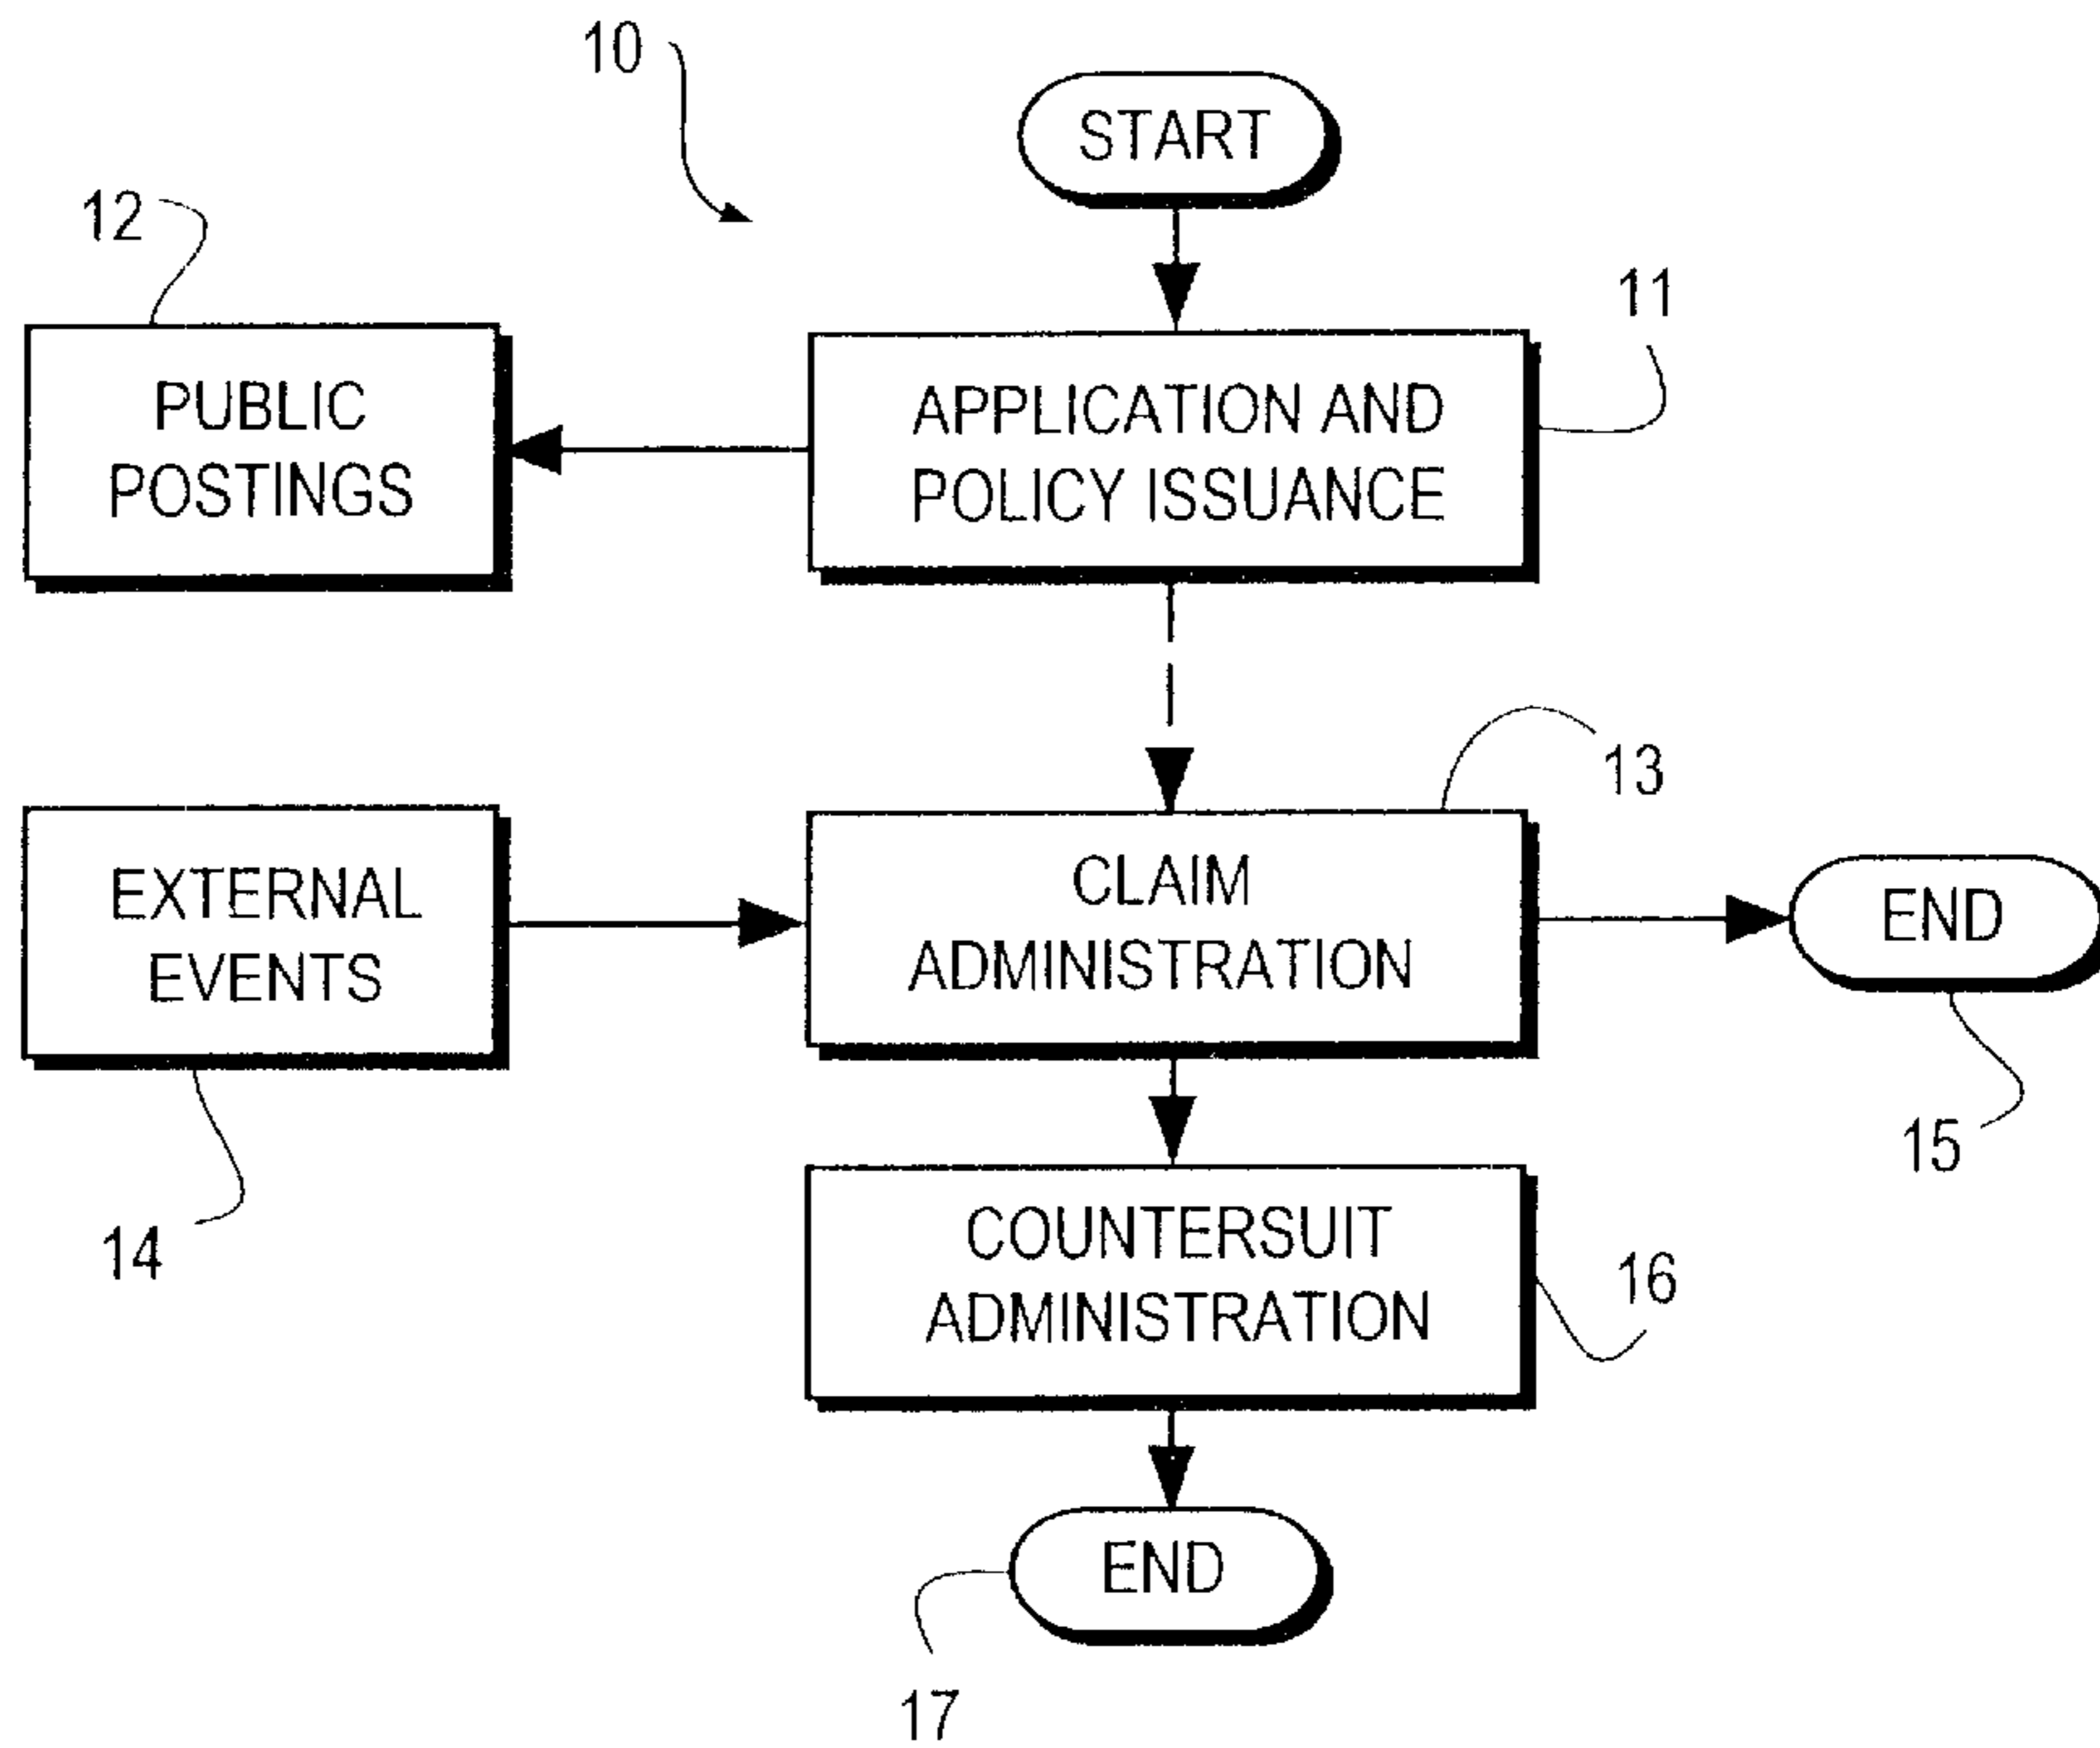 10
START
12
11
PUBLIC
POSTINGS
APPLICATION AND
POLICY ISSUANCE
13
EXTERNAL
EVENTS
CLAIM
ADMINISTRATION
END
15
14
COUNTERSUIT
ADMINISTRATION
16
END
17